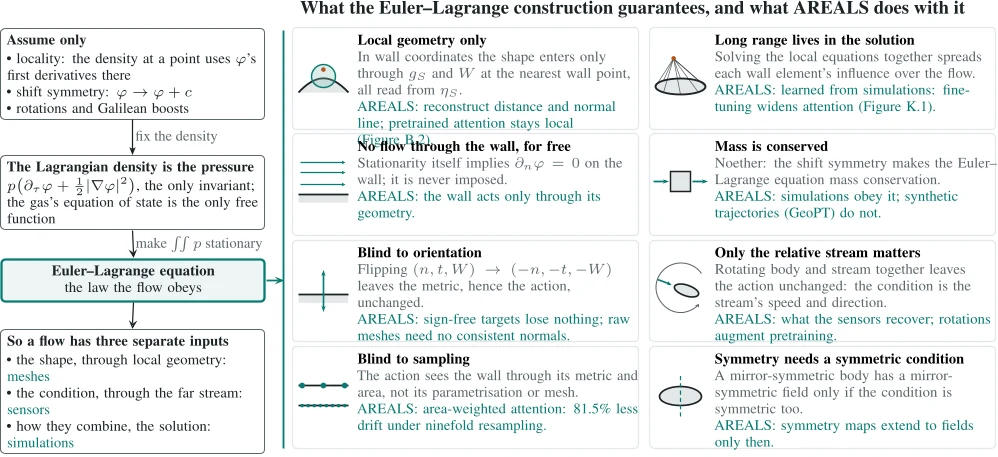 What the Euler–Lagrange construction guarantees, and what AREALS does with it
Assume only
• locality: the density at a point uses φ's
first derivatives there
• shift symmetry: φ → φ + c
• rotations and Galilean boosts
fix the density
The Lagrangian density is the pressure
p(∂τφ + ½|∇φ|²), the only invariant;
the gas's equation of state is the only free
function
make ∬ p stationary
Euler–Lagrange equation
the law the flow obeys
So a flow has three separate inputs
• the shape, through local geometry:
meshes
• the condition, through the far stream:
sensors
• how they combine, the solution:
simulations
Local geometry only
In wall coordinates the shape enters only
through gS and W at the nearest wall point,
all read from ηS.
AREALS: reconstruct distance and normal
line; pretrained attention stays local
(Figure B.2).
No flow through the wall, for free
Stationarity itself implies ∂nφ = 0 on the
wall; it is never imposed.
AREALS: the wall acts only through its
geometry.
Blind to orientation
Flipping (n, t, W) → (−n, −t, −W)
leaves the metric, hence the action,
unchanged.
AREALS: sign-free targets lose nothing; raw
meshes need no consistent normals.
Blind to sampling
The action sees the wall through its metric and
area, not its parametrisation or mesh.
AREALS: area-weighted attention: 81.5% less
drift under ninefold resampling.
Long range lives in the solution
Solving the local equations together spreads
each wall element's influence over the flow.
AREALS: learned from simulations: fine-
tuning widens attention (Figure K.1).
Mass is conserved
Noether: the shift symmetry makes the Euler–
Lagrange equation mass conservation.
AREALS: simulations obey it; synthetic
trajectories (GeoPT) do not.
Only the relative stream matters
Rotating body and stream together leaves
the action unchanged: the condition is the
stream's speed and direction.
AREALS: what the sensors recover; rotations
augment pretraining.
Symmetry needs a symmetric condition
A mirror-symmetric body has a mirror-
symmetric field only if the condition is
symmetric too.
AREALS: symmetry maps extend to fields
only then.